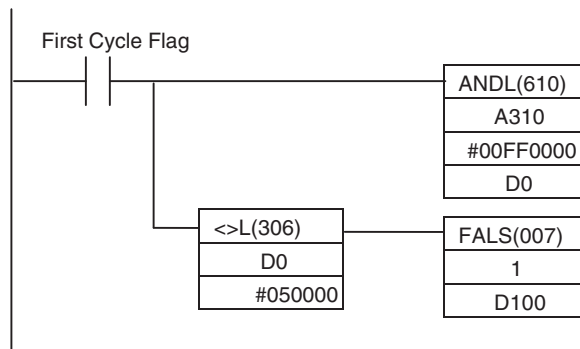 First Cycle Flag
ANDL(610)
A310
#00FF0000
D0
<>L(306)
D0
#050000
FALS(007)
1
D100